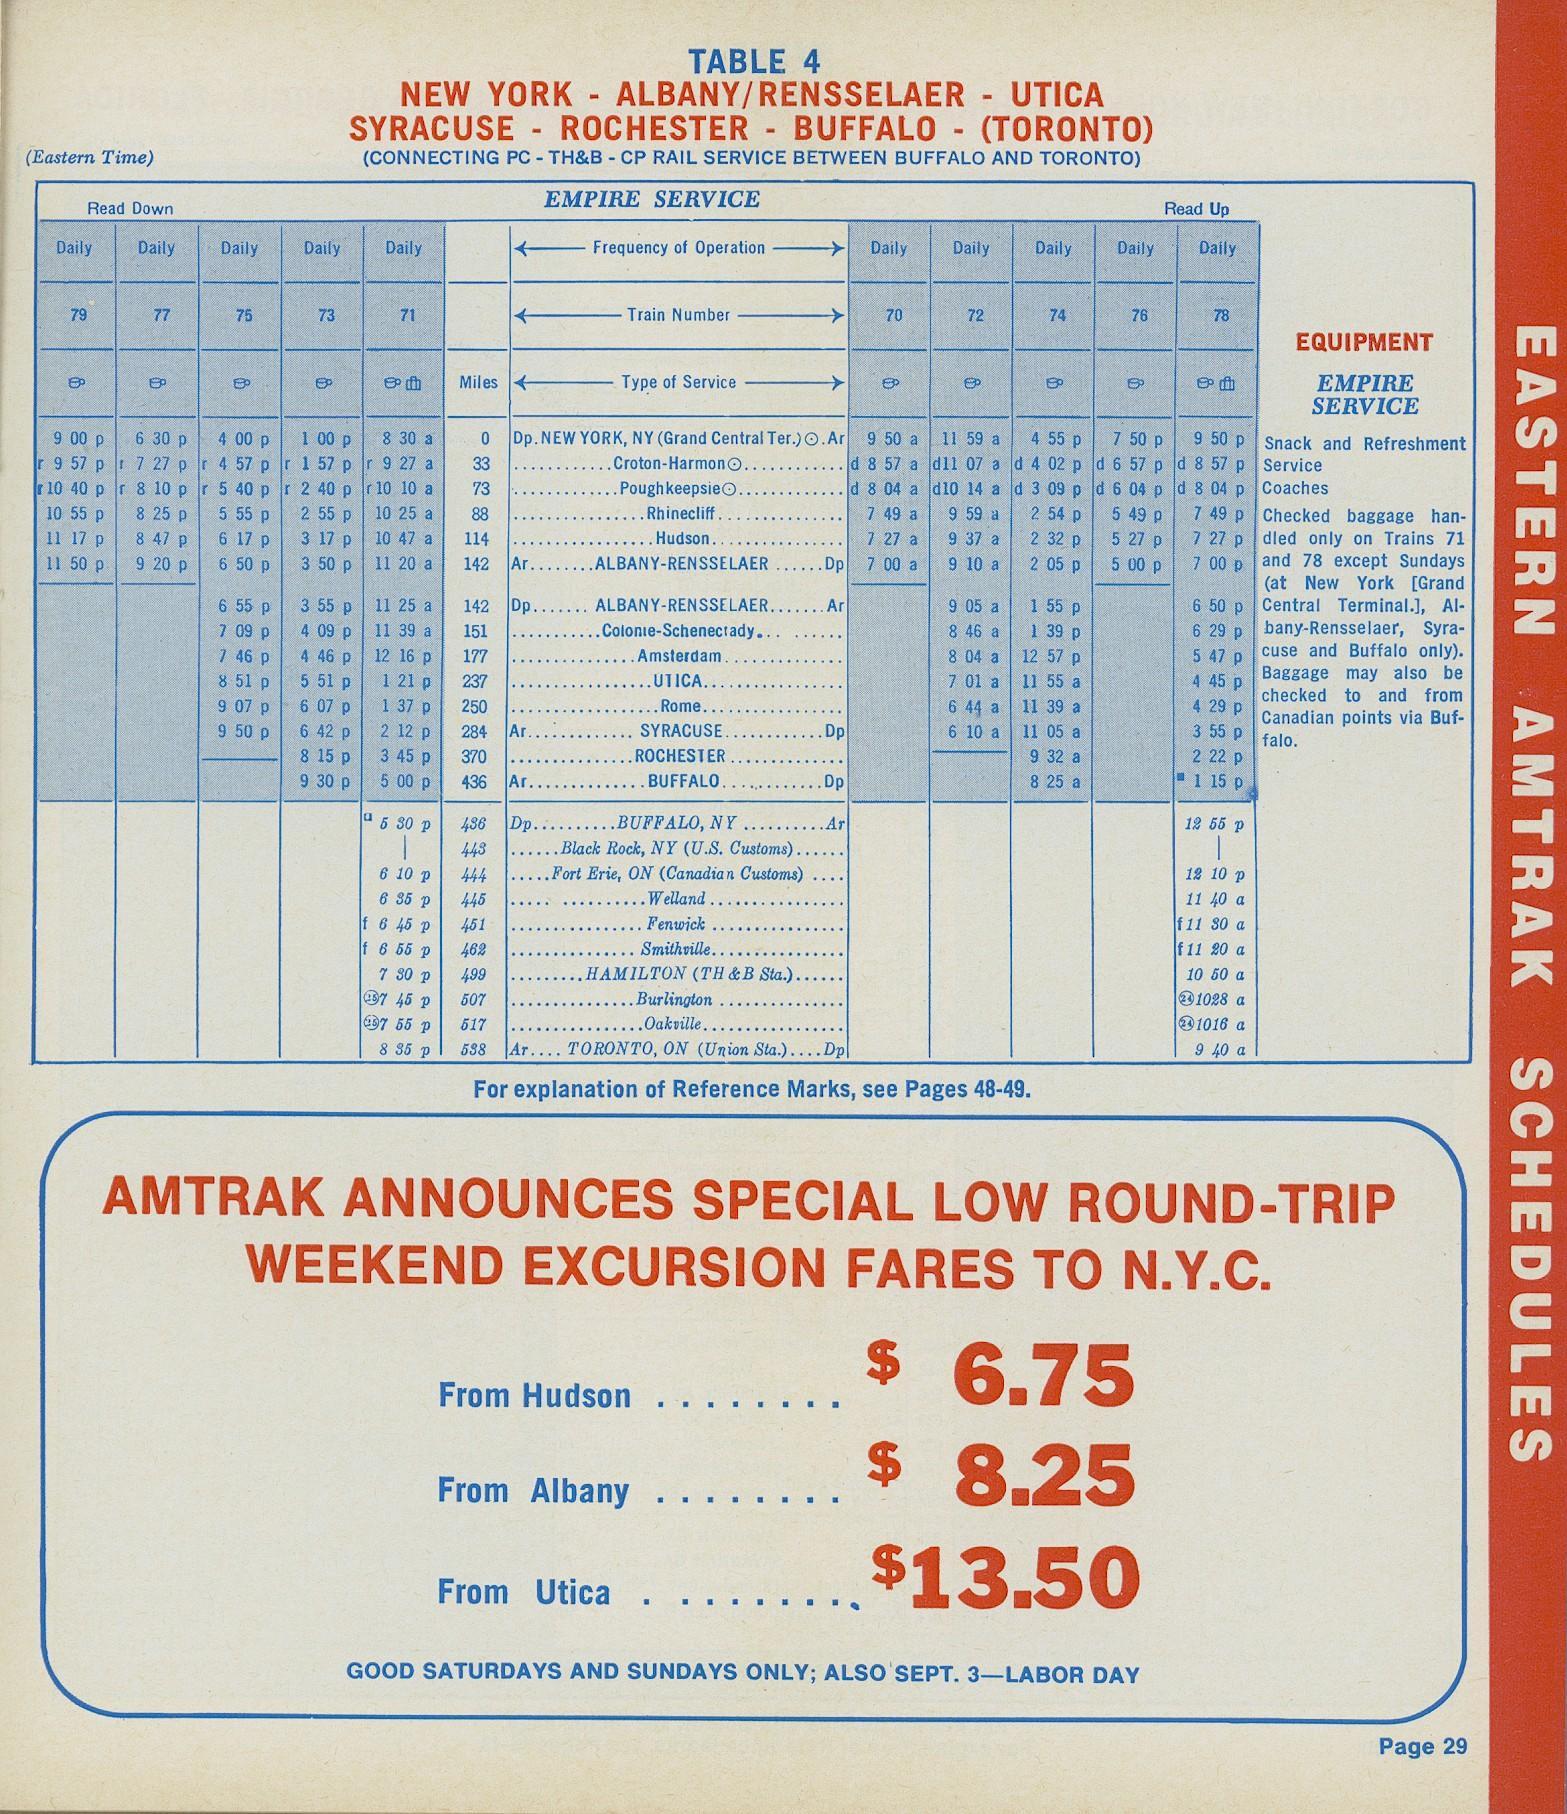 TABLE 4
NEW YORK - ALBANY/RENSSELAER - UTICA
SYRACUSE - ROCHESTER - BUFFALO - (TORONTO)
(Eastern Time) (CONNECTING PC - TH&B - CP RAIL SERVICE BETWEEN BUFFALO AND TORONTO)
Read Down EMPIRE SERVICE Read Up
Daily Daily Daily Daily Daily Frequency of Operation Daily Daily Daily Daily Daily
79 77 75 73 71 Train Number 70 72 74 76 78
Miles Type of Service
9 00 p 6 30 p 4 00 p 1 00 p 8 30 a 0 Dp. NEW YORK, NY (Grand Central Ter.)⊙. Ar 9 50 a 11 59 a 4 55 p 7 50 p 9 50 p
r 9 57 p r 7 27 p r 4 57 p r 1 57 p r 9 27 a 33 Croton-Harmon⊙ d 8 57 a d11 07 a d 4 02 p d 6 57 p d 8 57 p
r10 40 p r 8 10 p r 5 40 p r 2 40 p r10 10 a 73 Poughkeepsie⊙ d 8 04 a d10 14 a d 3 09 p d 6 04 p d 8 04 p
10 55 p 8 25 p 5 55 p 2 55 p 10 25 a 88 Rhinecliff 7 49 a 9 59 a 2 54 p 5 49 p 7 49 p
11 17 p 8 47 p 6 17 p 3 17 p 10 47 a 114 Hudson 7 27 a 9 37 a 2 32 p 5 27 p 7 27 p
11 50 p 9 20 p 6 50 p 3 50 p 11 20 a 142 Ar ALBANY-RENSSELAER Dp 7 00 a 9 10 a 2 05 p 5 00 p 7 00 p
6 55 p 3 55 p 11 25 a 142 Dp ALBANY-RENSSELAER Ar 9 05 a 1 55 p 6 50 p
7 09 p 4 09 p 11 39 a 151 Colonie-Schenectady 8 46 a 1 39 p 6 29 p
7 46 p 4 46 p 12 16 p 177 Amsterdam 8 04 a 12 57 p 5 47 p
8 51 p 5 51 p 1 21 p 237 UTICA 7 01 a 11 55 a 4 45 p
9 07 p 6 07 p 1 37 p 250 Rome 6 44 a 11 39 a 4 29 p
9 50 p 6 42 p 2 12 p 284 Ar SYRACUSE Dp 6 10 a 11 05 a 3 55 p
8 15 p 3 45 p 370 ROCHESTER 9 32 a 2 22 p
9 30 p 5 00 p 436 Ar BUFFALO Dp 8 25 a 1 15 p
5 30 p 436 Dp BUFFALO, NY Ar 12 55 p
443 Black Rock, NY (U.S. Customs)
6 10 p 444 Fort Erie, ON (Canadian Customs) 12 10 p
6 35 p 445 Welland 11 40 a
f 6 45 p 451 Fenwick f11 30 a
f 6 55 p 462 Smithville f11 20 a
7 30 p 499 HAMILTON (TH&B Sta.) 10 50 a
7 45 p 507 Burlington ㉔1028 a
7 55 p 517 Oakville ㉔1016 a
8 35 p 538 Ar TORONTO, ON (Union Sta.) Dp 9 40 a
EQUIPMENT
EMPIRE
SERVICE
Snack and Refreshment
Service
Coaches
Checked baggage han-
dled only on Trains 71
and 78 except Sundays
(at New York [Grand
Central Terminal.], Al-
bany-Rensselaer, Syra-
cuse and Buffalo only).
Baggage may also be
checked to and from
Canadian points via Buf-
falo.
For explanation of Reference Marks, see Pages 48-49.
AMTRAK ANNOUNCES SPECIAL LOW ROUND-TRIP
WEEKEND EXCURSION FARES TO N.Y.C.
From Hudson ........ $ 6.75
From Albany ........ $ 8.25
From Utica ......... $13.50
GOOD SATURDAYS AND SUNDAYS ONLY; ALSO SEPT. 3—LABOR DAY
Page 29
EASTERN AMTRAK SCHEDULES